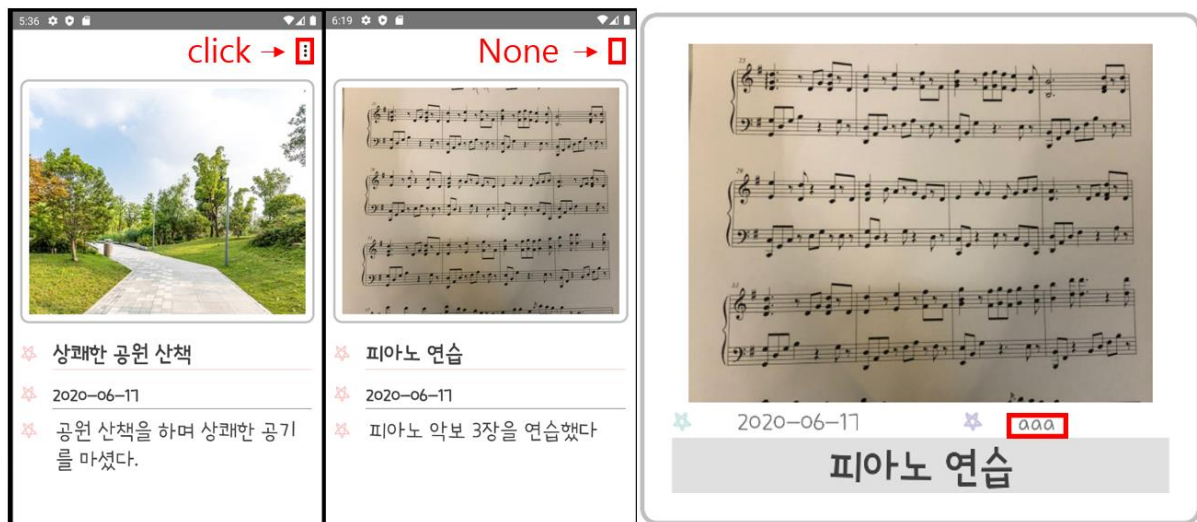 5:36
click →
상쾌한 공원 산책
2020-06-17
공원 산책을 하며 상쾌한 공기
를 마셨다.
6:19
None →
피아노 연습
2020-06-17
피아노 악보 3장을 연습했다
2020-06-17
aaa
피아노 연습